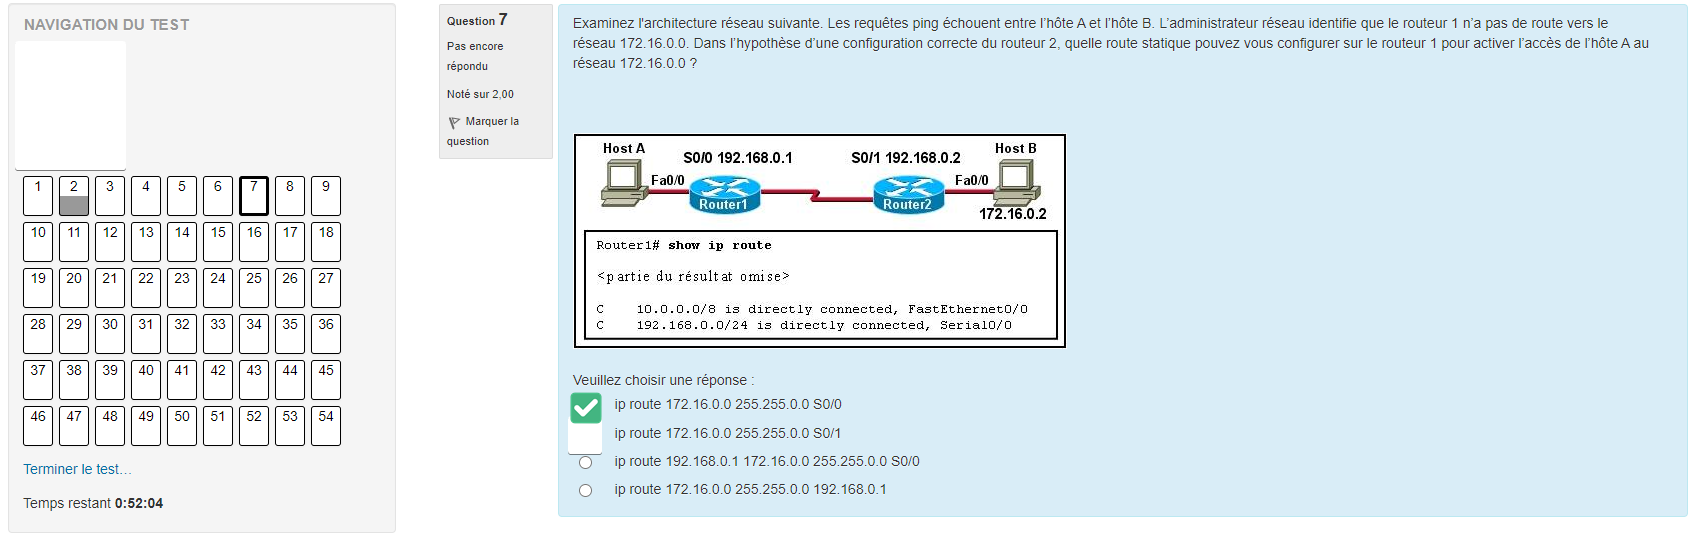 NAVIGATION DU TEST
1 2 3 4 5 6 7 8 9
10 11 12 13 14 15 16 17 18
19 20 21 22 23 24 25 26 27
28 29 30 31 32 33 34 35 36
37 38 39 40 41 42 43 44 45
46 47 48 49 50 51 52 53 54
Terminer le test…
Temps restant 0:52:04
Question 7
Pas encore
répondu
Noté sur 2,00
Marquer la
question
Examinez l'architecture réseau suivante. Les requêtes ping échouent entre l’hôte A et l’hôte B. L’administrateur réseau identifie que le routeur 1 n’a pas de route vers le
réseau 172.16.0.0. Dans l’hypothèse d’une configuration correcte du routeur 2, quelle route statique pouvez vous configurer sur le routeur 1 pour activer l’accès de l’hôte A au
réseau 172.16.0.0 ?
Host A
S0/0 192.168.0.1
S0/1 192.168.0.2
Host B
Fa0/0
Fa0/0
Router1
Router2
172.16.0.2
Router1# show ip route
<partie du résultat omise>
C 10.0.0.0/8 is directly connected, FastEthernet0/0
C 192.168.0.0/24 is directly connected, Serial0/0
Veuillez choisir une réponse :
ip route 172.16.0.0 255.255.0.0 S0/0
ip route 172.16.0.0 255.255.0.0 S0/1
ip route 192.168.0.1 172.16.0.0 255.255.0.0 S0/0
ip route 172.16.0.0 255.255.0.0 192.168.0.1